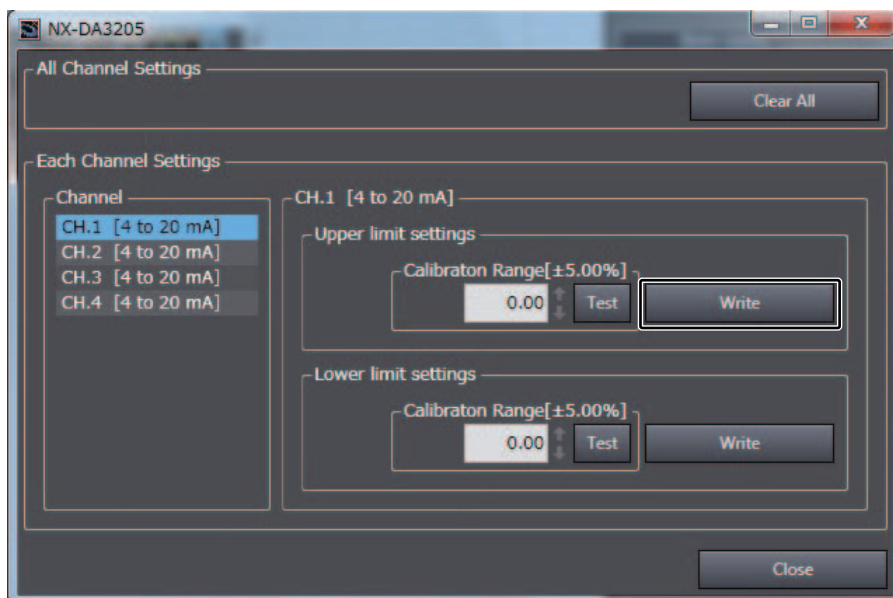 NX-DA3205
All Channel Settings
Clear All
Each Channel Settings
Channel
CH.1 [4 to 20 mA]
CH.2 [4 to 20 mA]
CH.3 [4 to 20 mA]
CH.4 [4 to 20 mA]
CH.1 [4 to 20 mA]
Upper limit settings
Calibraton Range[±5.00%]
0.00 Test Write
Lower limit settings
Calibraton Range[±5.00%]
0.00 Test Write
Close